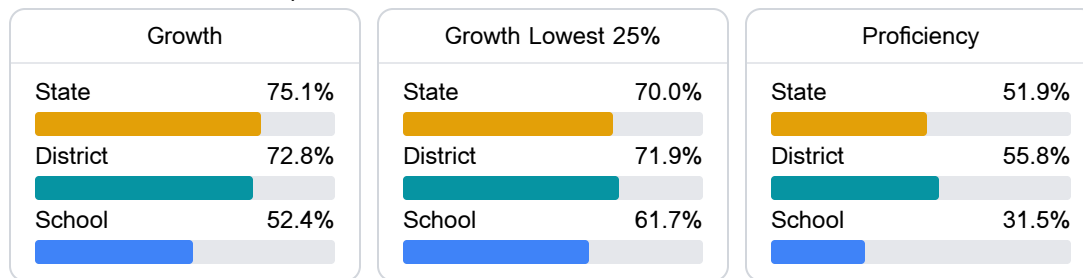 Growth
State 75.1%
District 72.8%
School 52.4%
Growth Lowest 25%
State 70.0%
District 71.9%
School 61.7%
Proficiency
State 51.9%
District 55.8%
School 31.5%